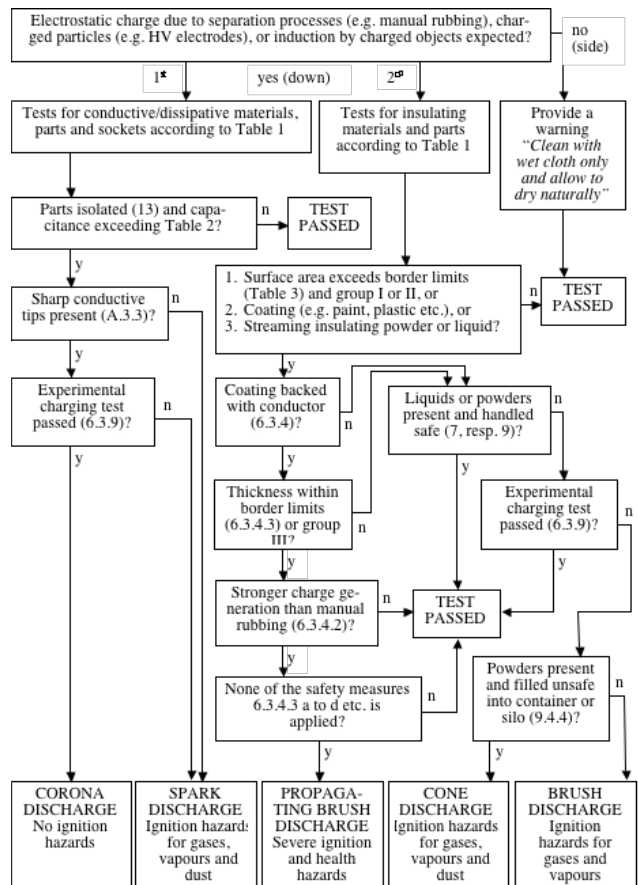 Electrostatic charge due to separation processes (e.g. manual rubbing), char-
ged particles (e.g. HV electrodes), or induction by charged objects expected?
no
(side)
1st
yes (down)
2nd
Tests for conductive/dissipative materials,
parts and sockets according to Table 1
Tests for insulating
materials and parts
according to Table 1
Provide a
warning
“Clean with
wet cloth only
and allow to
dry naturally”
Parts isolated (13) and capa-
citance exceeding Table 2?
n
TEST
PASSED
y
1. Surface area exceeds border limits
(Table 3) and group I or II, or
2. Coating (e.g. paint, plastic etc.), or
3. Streaming insulating powder or liquid?
n
TEST
PASSED
Sharp conductive
tips present (A.3.3)?
n
y
y
Experimental
charging test
passed (6.3.9)?
n
Coating backed
with conductor
(6.3.4)?
n
Liquids or powders
present and handled
safe (7, resp. 9)?
n
y
y
y
Thickness within
border limits
(6.3.4.3) or group
III?
n
Experimental
charging test
passed (6.3.9)?
n
y
y
Stronger charge ge-
neration than manual
rubbing (6.3.4.2)?
n
TEST
PASSED
y
None of the safety measures
6.3.4.3 a to d etc. is
applied?
n
Powders present
and filled unsafe
into container or
silo (9.4.4)?
n
y
y
CORONA
DISCHARGE
No ignition
hazards
SPARK
DISCHARGE
Ignition hazards
for gases,
vapours and
dust
PROPAGA-
TING BRUSH
DISCHARGE
Severe ignition
and health
hazards
CONE
DISCHARGE
Ignition hazards
for gases,
vapours and
dust
BRUSH
DISCHARGE
Ignition
hazards for
gases and
vapours